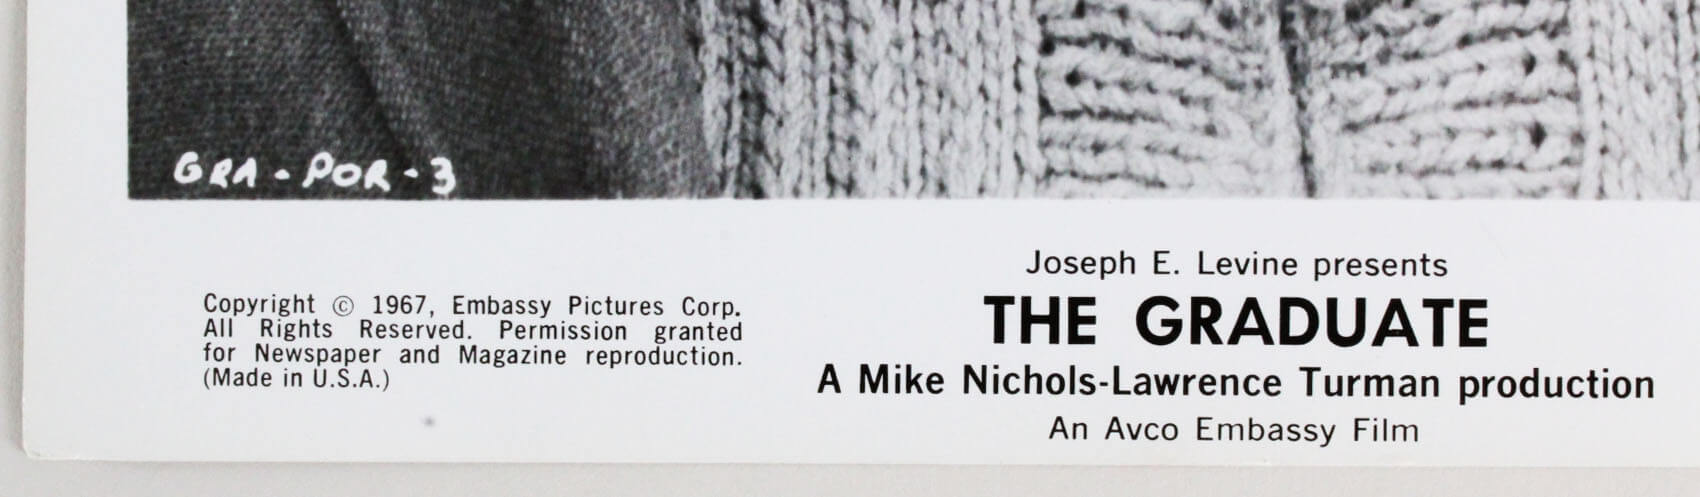 GRA-POR-3
Copyright © 1967, Embassy Pictures Corp.
All Rights Reserved. Permission granted
for Newspaper and Magazine reproduction.
(Made in U.S.A.)
Joseph E. Levine presents
THE GRADUATE
A Mike Nichols-Lawrence Turman production
An Avco Embassy Film